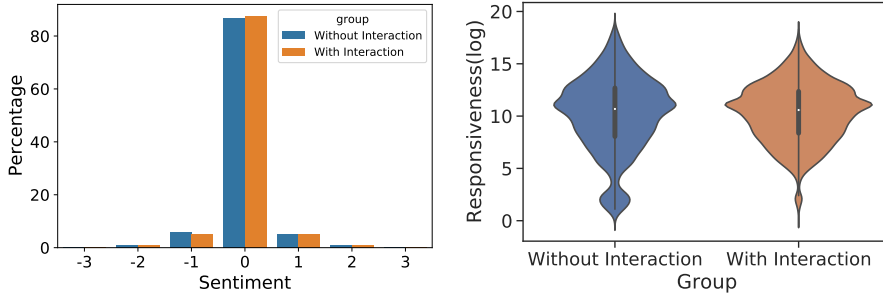 group
Without Interaction
With Interaction
Percentage
80
60
40
20
0
-3 -2 -1 0 1 2 3
Sentiment
Responsiveness(log)
20
15
10
5
0
Without Interaction With Interaction
Group